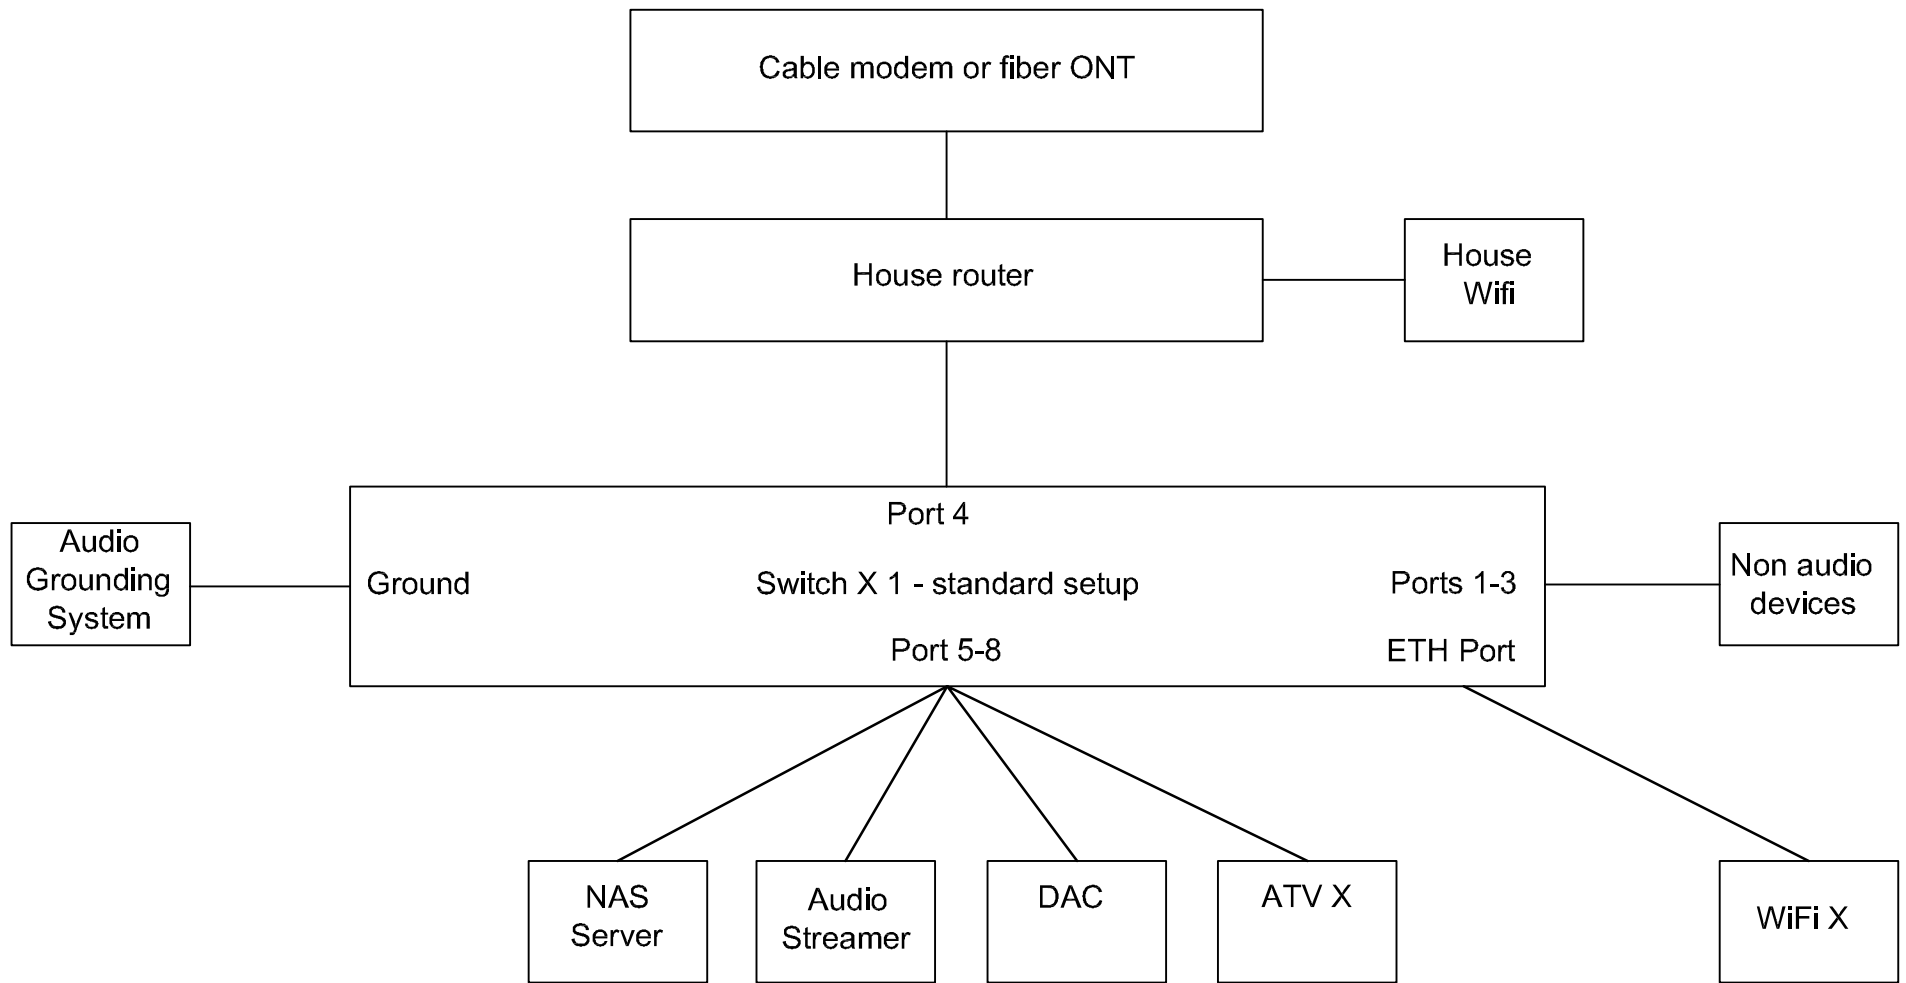 Cable modem or fiber ONT
House router
House
Wifi
Port 4
Audio
Grounding
System
Ground
Switch X 1 - standard setup
Ports 1-3
Non audio
devices
Port 5-8
ETH Port
NAS
Server
Audio
Streamer
DAC
ATV X
WiFi X